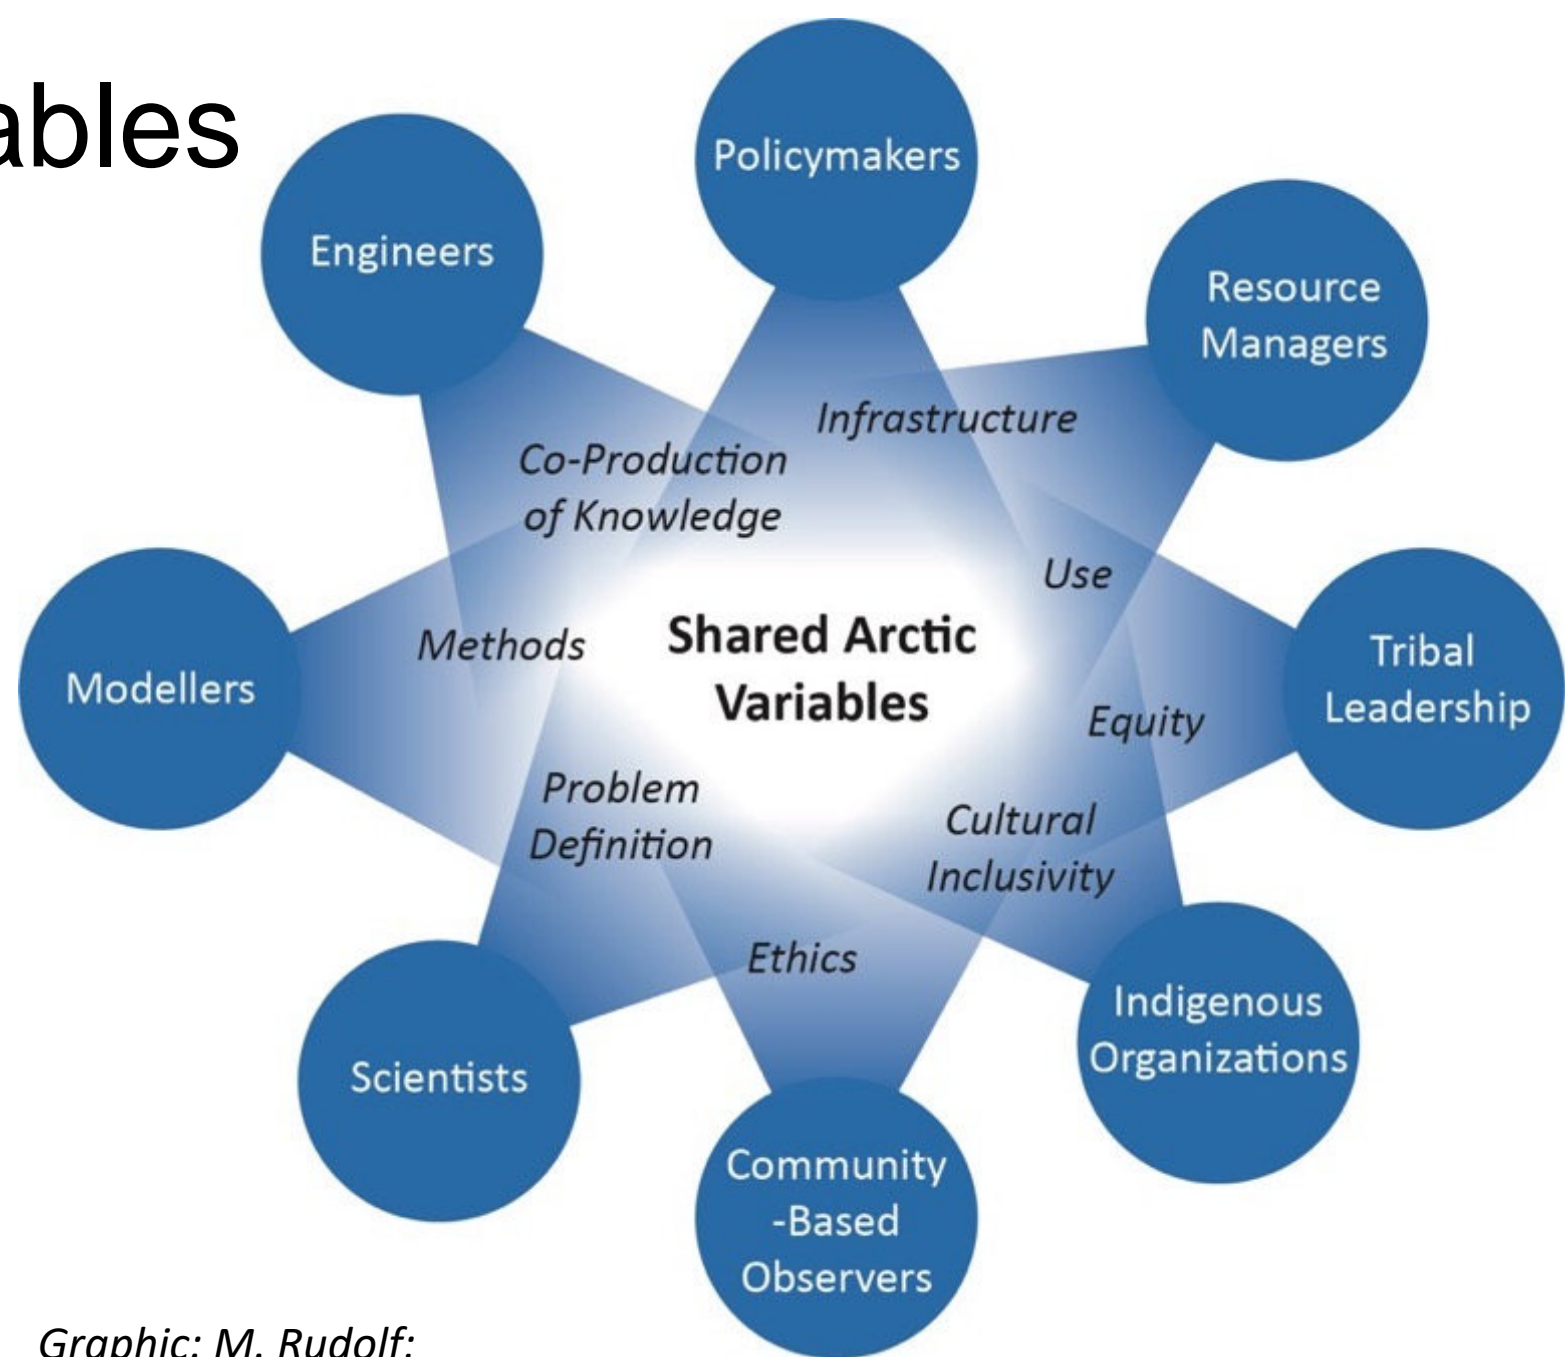 ables
Policymakers
Engineers
Resource
Managers
Infrastructure
Co-Production
of Knowledge
Use
Shared Arctic
Variables
Methods
Modellers
Tribal
Leadership
Equity
Problem
Definition
Cultural
Inclusivity
Ethics
Indigenous
Organizations
Scientists
Community
-Based
Observers
Graphic: M. Rudolf;